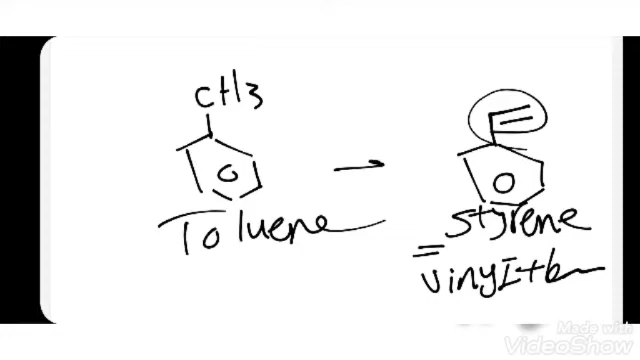 CH3
Toluene
Styrene
=
vinyl+b
Made with
VideoShow